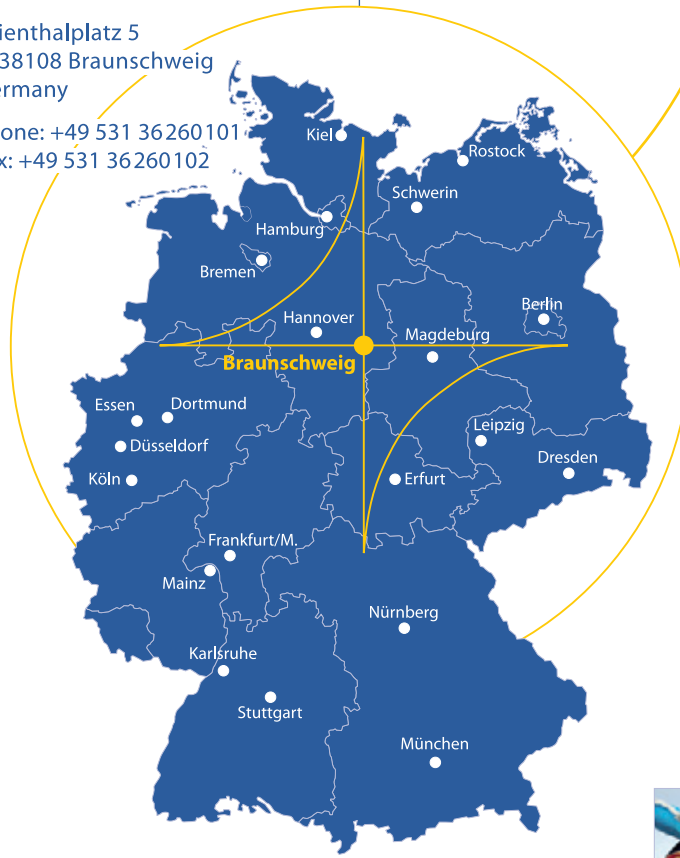 ienthalplatz 5
38108 Braunschweig
ermany
one: +49 531 36260101
x: +49 531 36260102
Kiel
Rostock
Schwerin
Hamburg
Bremen
Hannover
Berlin
Magdeburg
Braunschweig
Essen
Dortmund
Leipzig
Düsseldorf
Dresden
Köln
Erfurt
Frankfurt/M.
Mainz
Nürnberg
Karlsruhe
Stuttgart
München